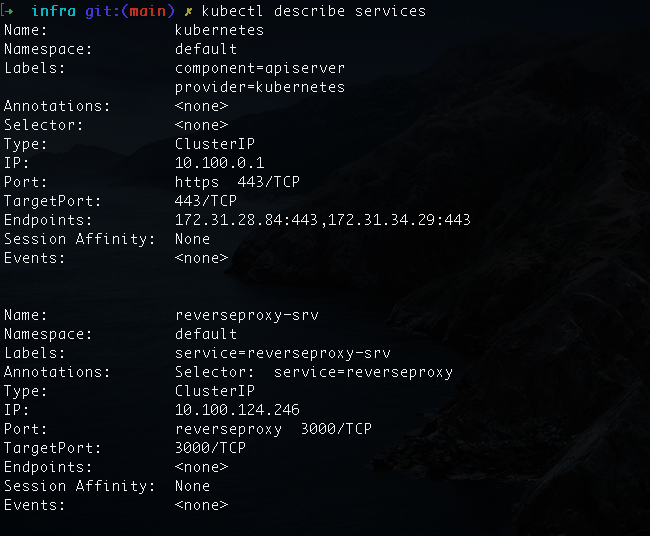 [→ infra git:(main) ✗ kubectl describe services
Name: kubernetes
Namespace: default
Labels: component=apiserver
provider=kubernetes
Annotations: <none>
Selector: <none>
Type: ClusterIP
IP: 10.100.0.1
Port: https 443/TCP
TargetPort: 443/TCP
Endpoints: 172.31.28.84:443,172.31.34.29:443
Session Affinity: None
Events: <none>
Name: reverseproxy-srv
Namespace: default
Labels: service=reverseproxy-srv
Annotations: Selector: service=reverseproxy
Type: ClusterIP
IP: 10.100.124.246
Port: reverseproxy 3000/TCP
TargetPort: 3000/TCP
Endpoints: <none>
Session Affinity: None
Events: <none>